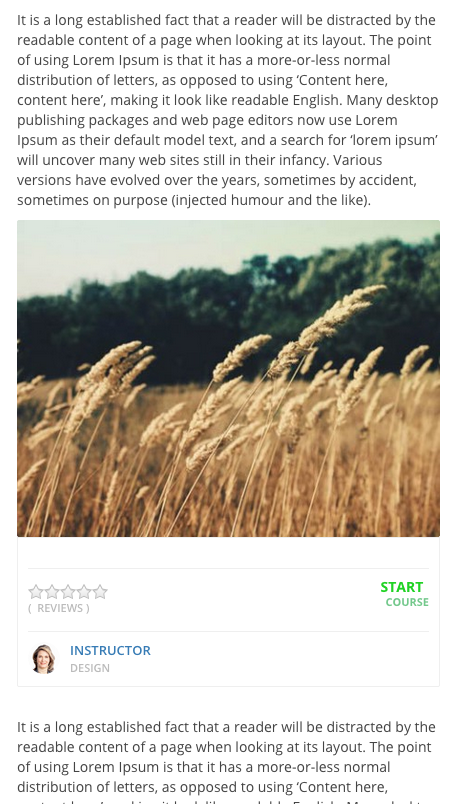 It is a long established fact that a reader will be distracted by the
readable content of a page when looking at its layout. The point
of using Lorem Ipsum is that it has a more-or-less normal
distribution of letters, as opposed to using ‘Content here,
content here’, making it look like readable English. Many desktop
publishing packages and web page editors now use Lorem
Ipsum as their default model text, and a search for ‘lorem ipsum’
will uncover many web sites still in their infancy. Various
versions have evolved over the years, sometimes by accident,
sometimes on purpose (injected humour and the like).
START
COURSE
( REVIEWS )
INSTRUCTOR
DESIGN
It is a long established fact that a reader will be distracted by the
readable content of a page when looking at its layout. The point
of using Lorem Ipsum is that it has a more-or-less normal
distribution of letters, as opposed to using ‘Content here,